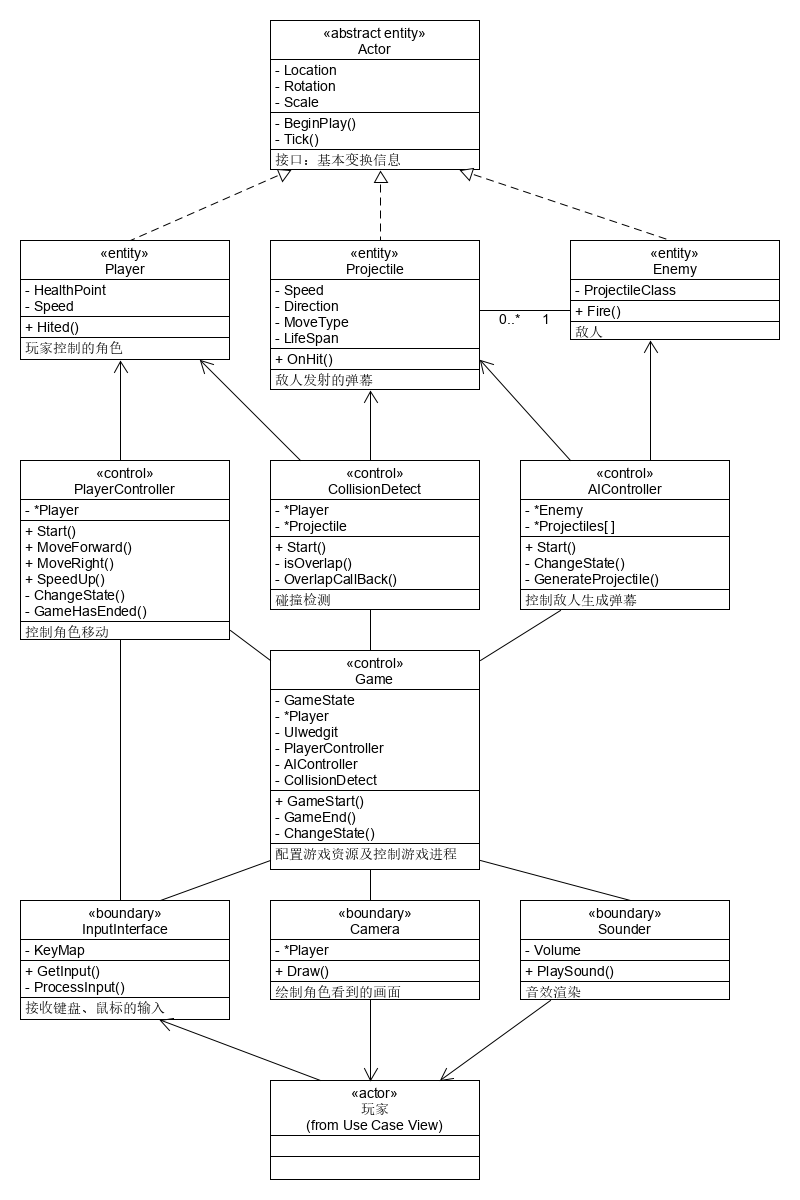 «abstract entity»
Actor
- Location
- Rotation
- Scale
- BeginPlay()
- Tick()
接口：基本变换信息
«entity»
Player
- HealthPoint
- Speed
+ Hited()
玩家控制的角色
«entity»
Projectile
- Speed
- Direction
- MoveType
- LifeSpan
+ OnHit()
敌人发射的弹幕
0..*
1
«entity»
Enemy
- ProjectileClass
+ Fire()
敌人
«control»
PlayerController
- *Player
+ Start()
+ MoveForward()
+ MoveRight()
+ SpeedUp()
- ChangeState()
- GameHasEnded()
控制角色移动
«control»
CollisionDetect
- *Player
- *Projectile
+ Start()
- isOverlap()
- OverlapCallBack()
碰撞检测
«control»
AIController
- *Enemy
- *Projectiles[ ]
+ Start()
- ChangeState()
- GenerateProjectile()
控制敌人生成弹幕
«control»
Game
- GameState
- *Player
- UIwedgit
- PlayerController
- AIController
- CollisionDetect
+ GameStart()
- GameEnd()
- ChangeState()
配置游戏资源及控制游戏进程
«boundary»
InputInterface
- KeyMap
+ GetInput()
- ProcessInput()
接收键盘、鼠标的输入
«boundary»
Camera
- *Player
+ Draw()
绘制角色看到的画面
«boundary»
Sounder
- Volume
+ PlaySound()
音效渲染
«actor»
玩家
(from Use Case View)